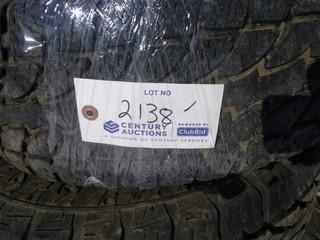 LOT NO
2138
CENTURY AUCTIONS POWERED BY ClubBid
A DIVISION OF CENTURY SERVICES